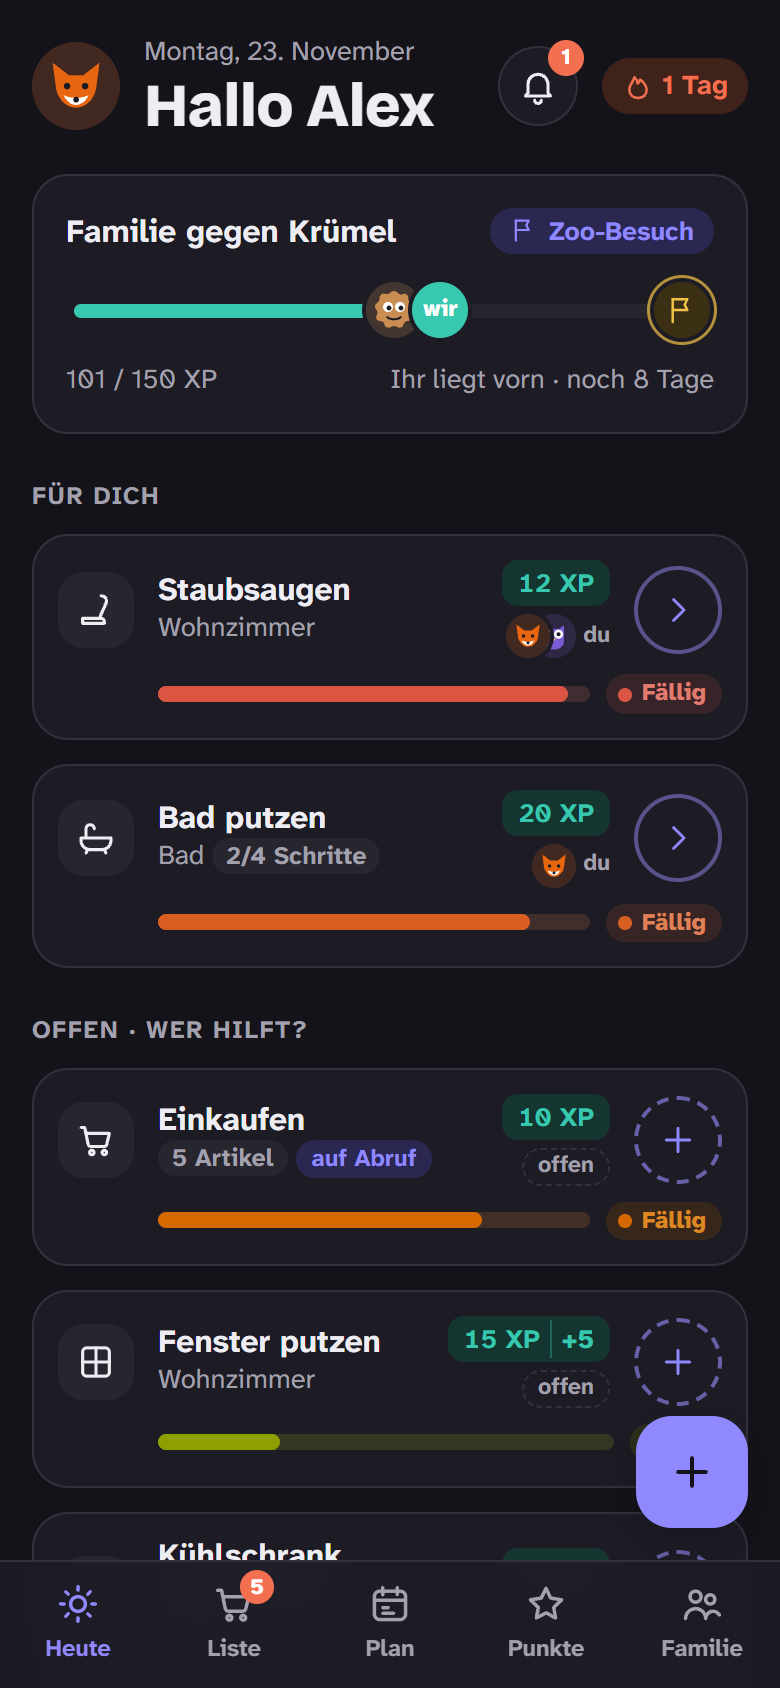 Montag, 23. November
Hallo Alex
1
1 Tag
Familie gegen Krümel
Zoo-Besuch
wir
101 / 150 XP
Ihr liegt vorn · noch 8 Tage
FÜR DICH
Staubsaugen
12 XP
Wohnzimmer
du
Fällig
Bad putzen
20 XP
Bad 2/4 Schritte
du
Fällig
OFFEN · WER HILFT?
Einkaufen
10 XP
5 Artikel auf Abruf
offen
Fällig
Fenster putzen
15 XP +5
Wohnzimmer
offen
Kühlschrank
5
Heute
Liste
Plan
Punkte
Familie